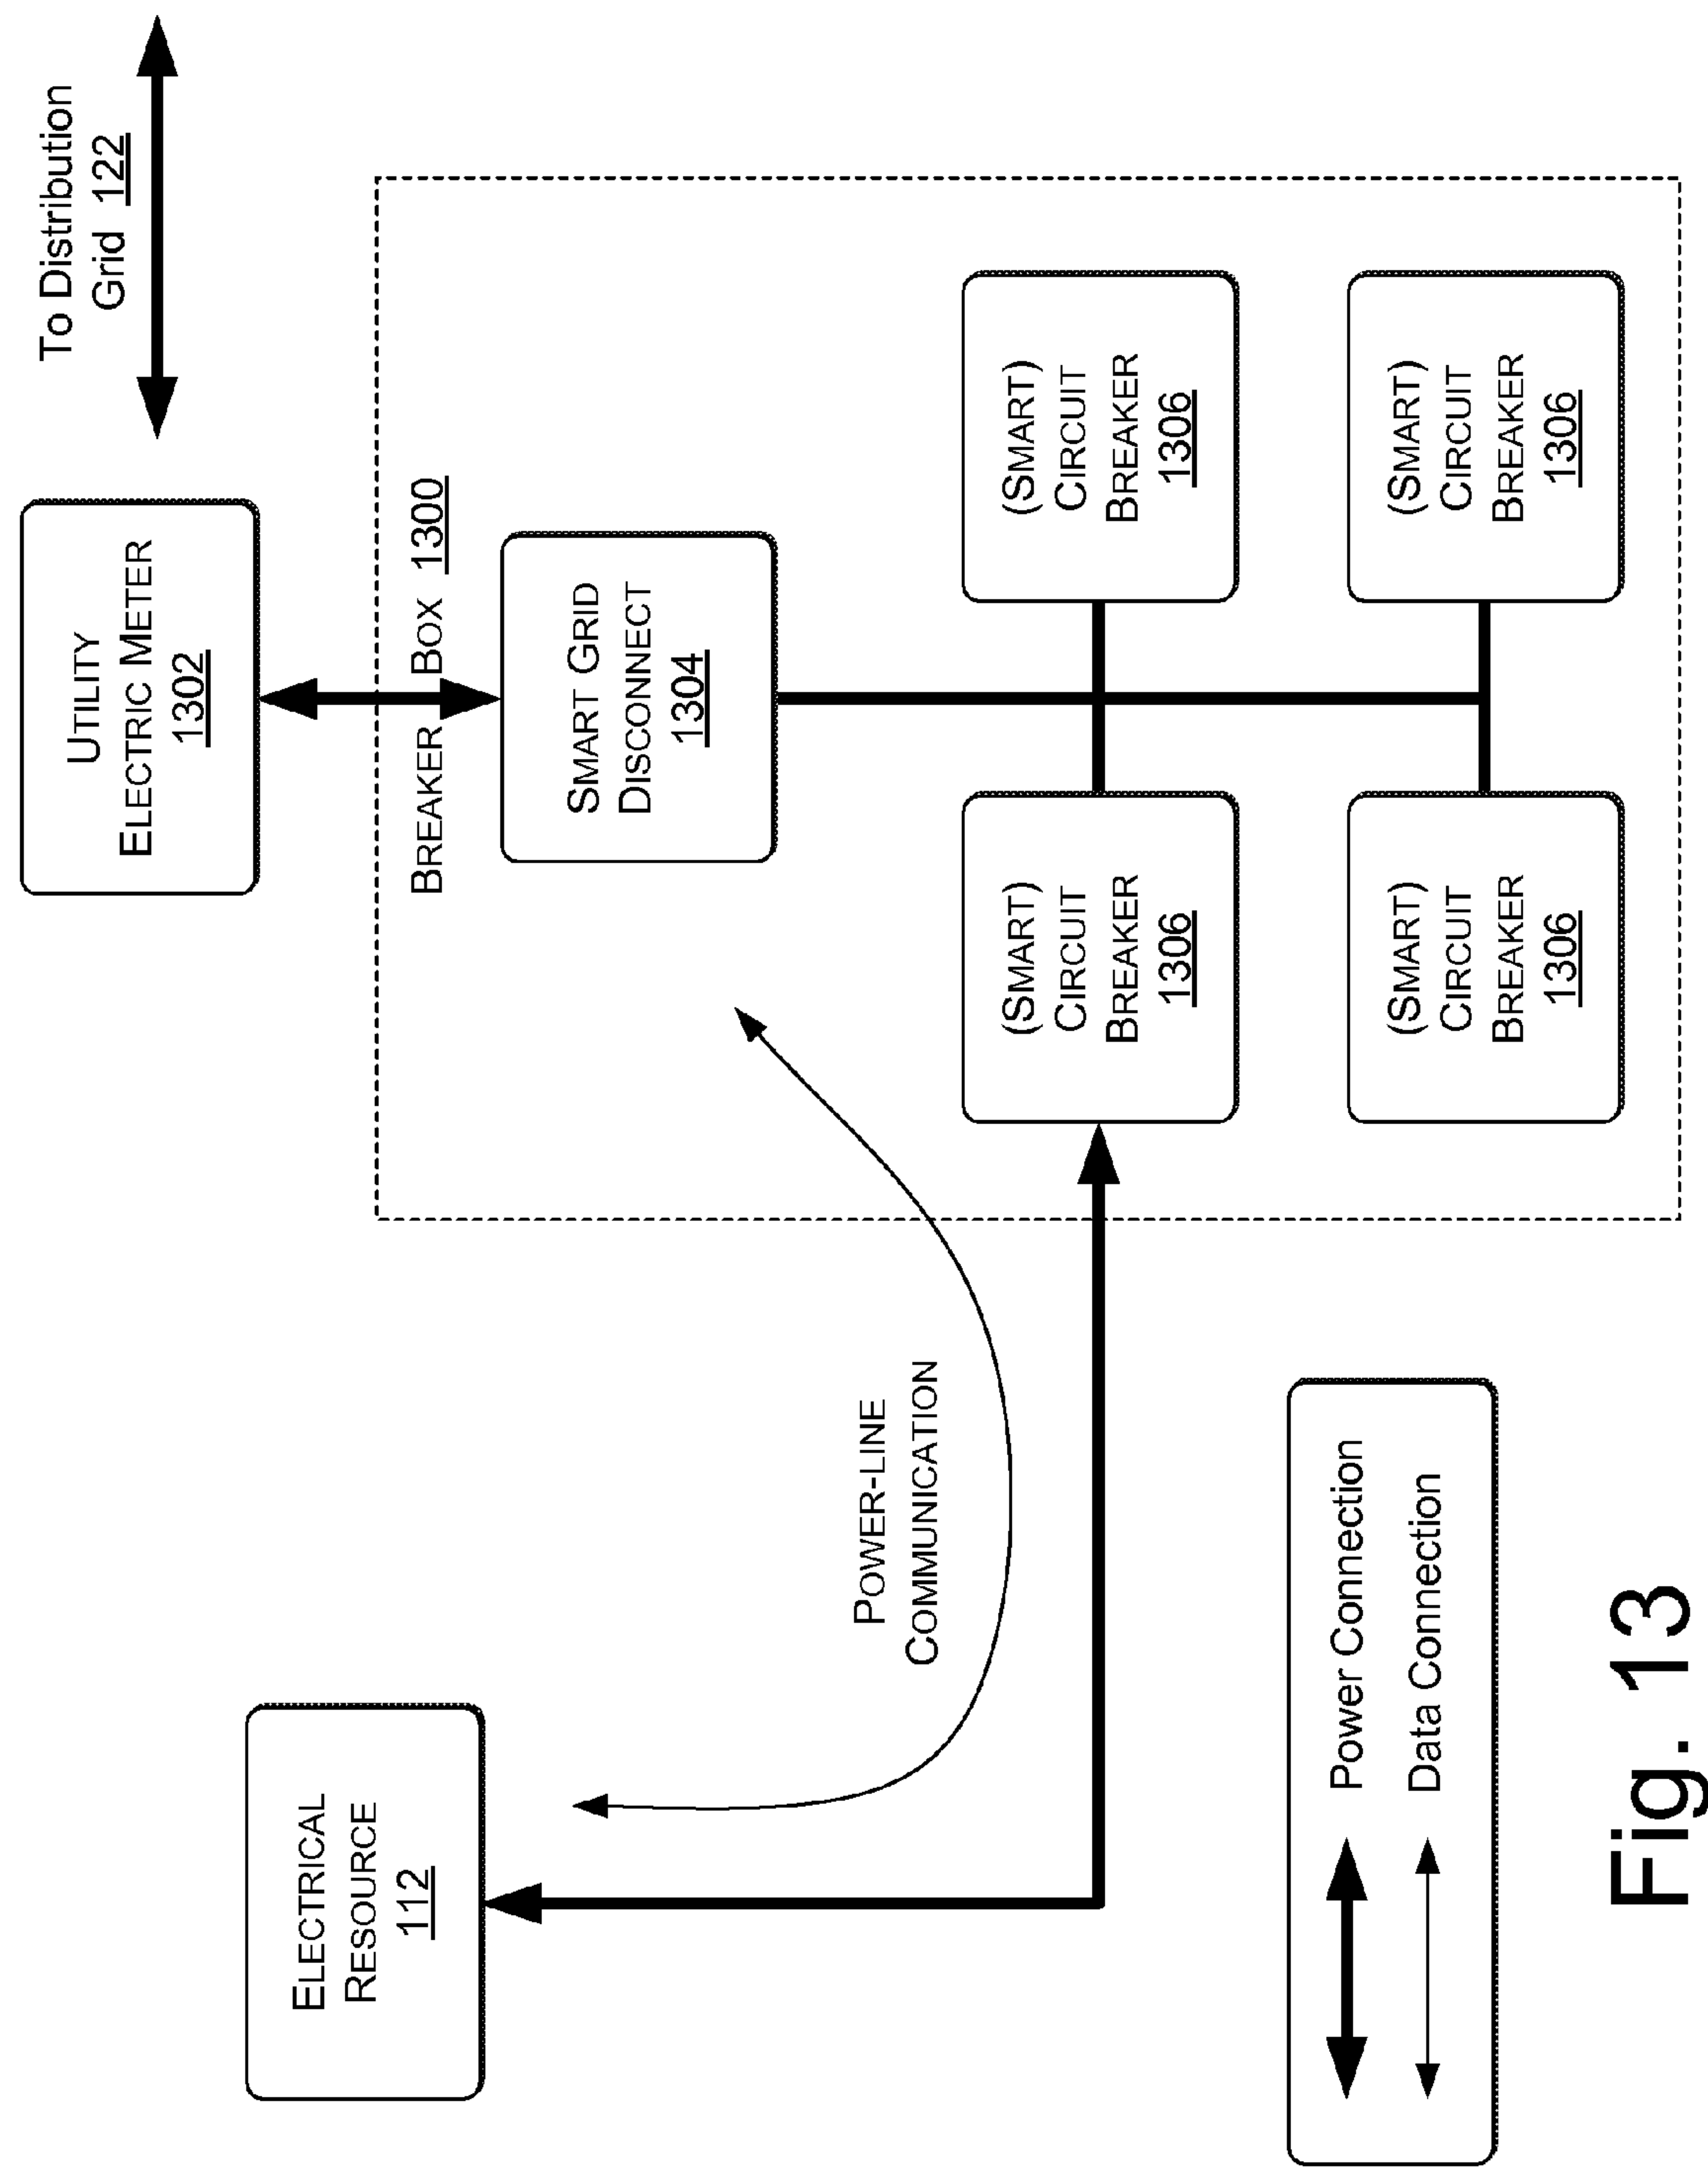 To Distribution
Grid 122
UTILITY
ELECTRIC METER
1302
BREAKER BOX 1300
SMART GRID
DISCONNECT
1304
ELECTRICAL
RESOURCE
112
POWER-LINE
COMMUNICATION
(SMART)
CIRCUIT
BREAKER
1306
(SMART)
CIRCUIT
BREAKER
1306
(SMART)
CIRCUIT
BREAKER
1306
(SMART)
CIRCUIT
BREAKER
1306
Power Connection
Data Connection
Fig. 13